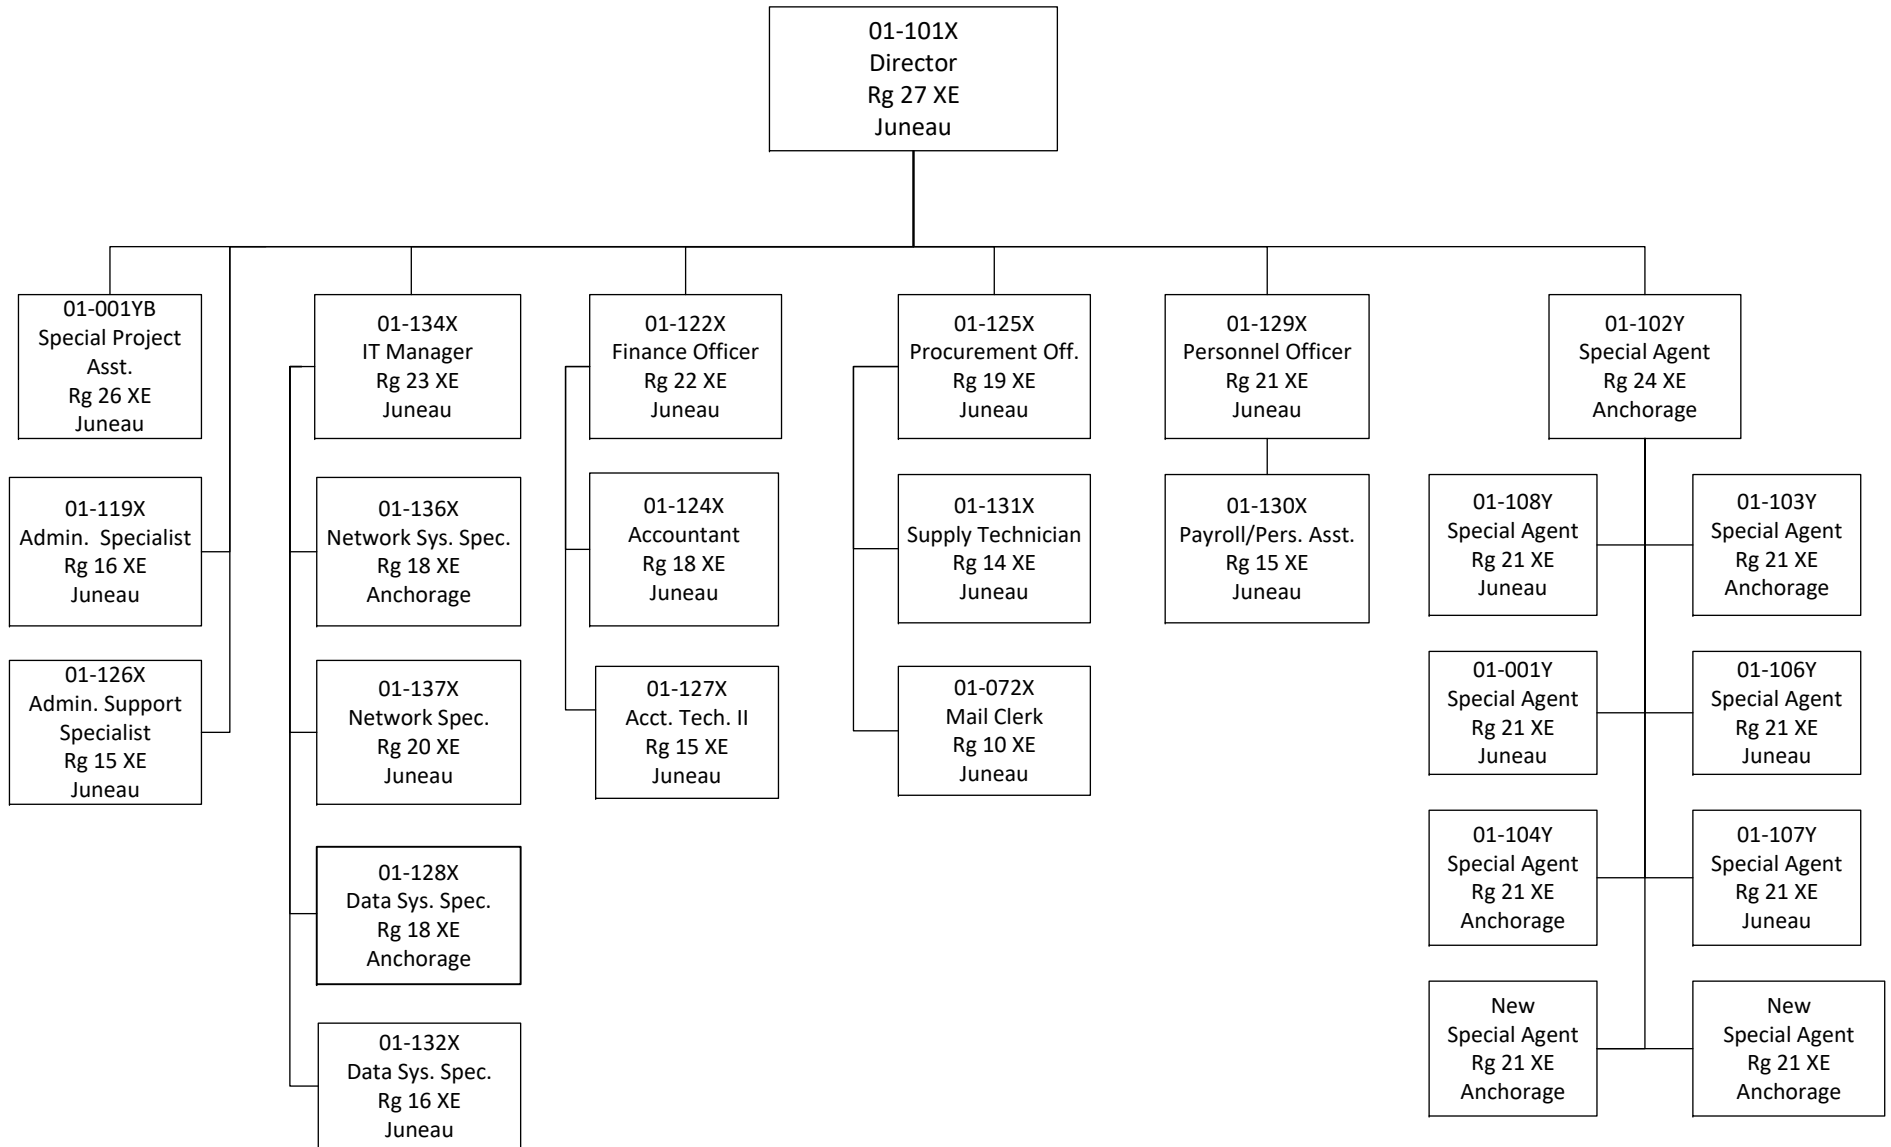 01-101X
Director
Rg 27 XE
Juneau
01-001YB
Special Project
Asst.
Rg 26 XE
Juneau
01-119X
Admin.  Specialist
Rg 16 XE
Juneau
01-126X
Admin. Support
Specialist
Rg 15 XE
Juneau
01-134X
IT Manager
Rg 23 XE
Juneau
01-136X
Network Sys. Spec.
Rg 18 XE
Anchorage
01-137X
Network Spec.
Rg 20 XE
Juneau
01-128X
Data Sys. Spec.
Rg 18 XE
Anchorage
01-132X
Data Sys. Spec.
Rg 16 XE
Juneau
01-122X
Finance Officer
Rg 22 XE
Juneau
01-124X
Accountant
Rg 18 XE
Juneau
01-127X
Acct. Tech. II
Rg 15 XE
Juneau
01-125X
Procurement Off.
Rg 19 XE
Juneau
01-131X
Supply Technician
Rg 14 XE
Juneau
01-072X
Mail Clerk
Rg 10 XE
Juneau
01-129X
Personnel Officer
Rg 21 XE
Juneau
01-130X
Payroll/Pers. Asst.
Rg 15 XE
Juneau
01-102Y
Special Agent
Rg 24 XE
Anchorage
01-108Y
Special Agent
Rg 21 XE
Juneau
01-103Y
Special Agent
Rg 21 XE
Anchorage
01-001Y
Special Agent
Rg 21 XE
Juneau
01-106Y
Special Agent
Rg 21 XE
Juneau
01-104Y
Special Agent
Rg 21 XE
Anchorage
01-107Y
Special Agent
Rg 21 XE
Juneau
New
Special Agent
Rg 21 XE
Anchorage
New
Special Agent
Rg 21 XE
Anchorage